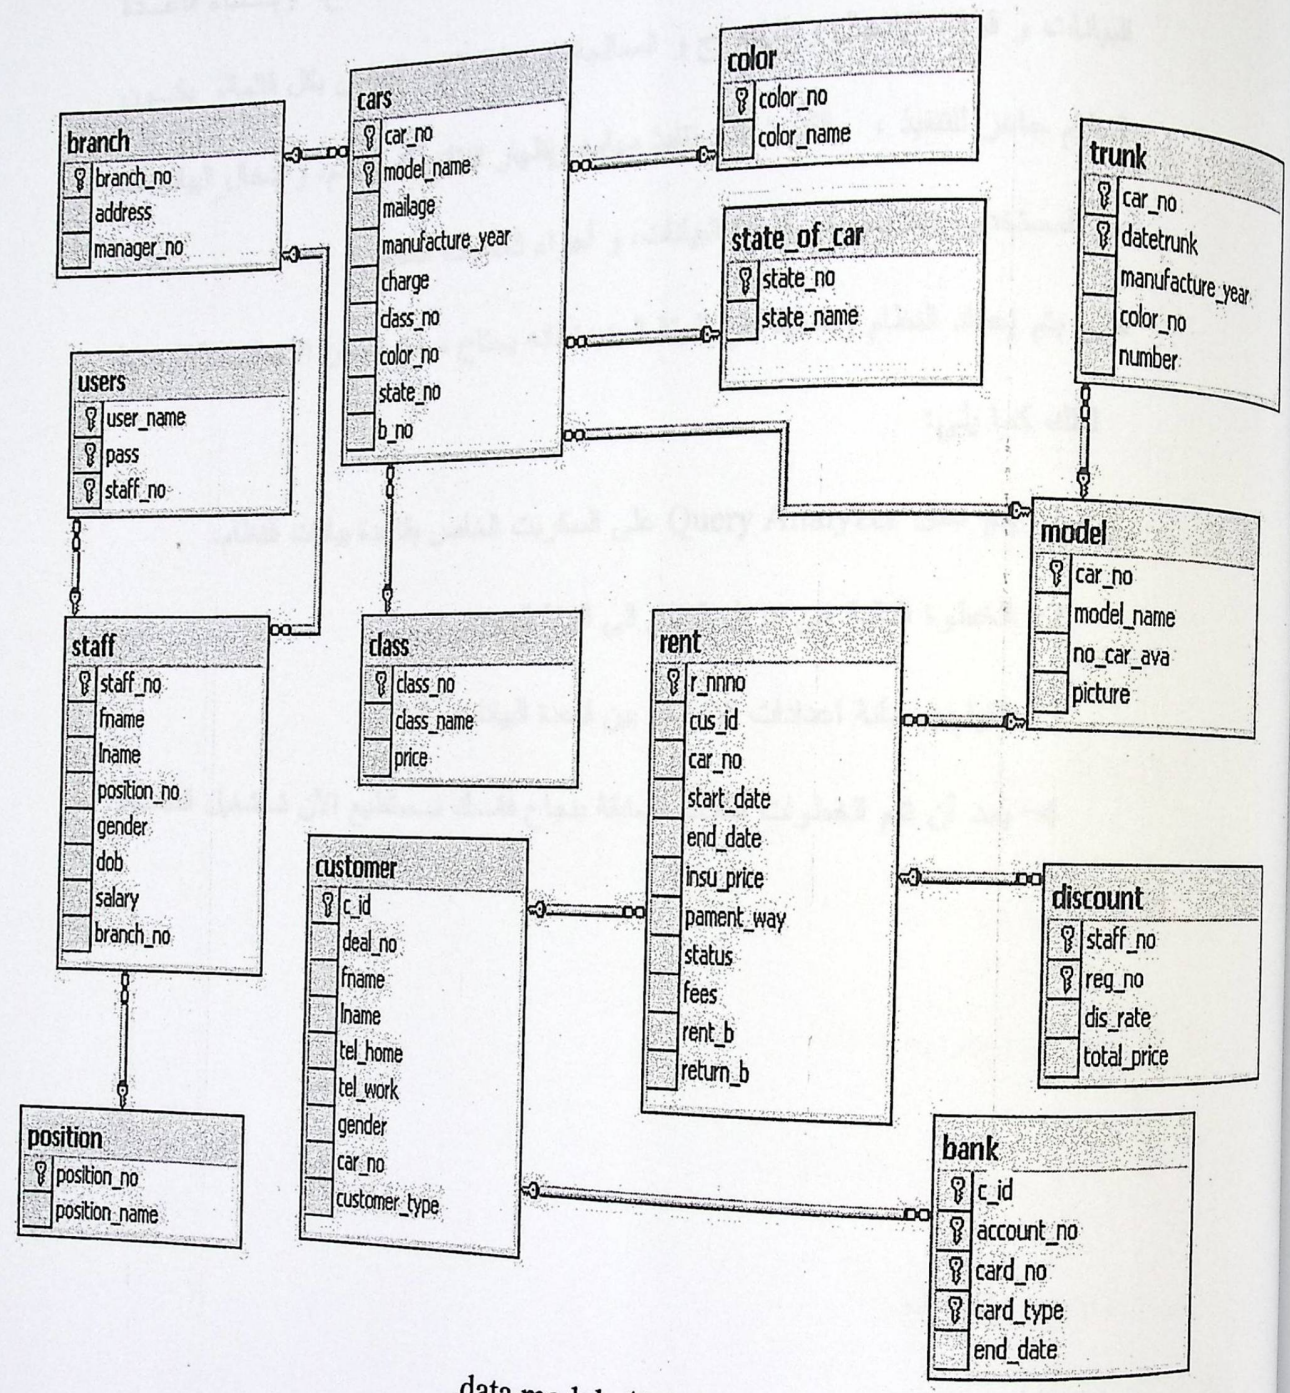 branch
branch_no
address
manager_no
cars
car_no
model_name
mailage
manufacture_year
charge
class_no
color_no
state_no
b_no
color
color_no
color_name
state_of_car
state_no
state_name
trunk
car_no
datetrunk
manufacture_year
color_no
number
users
user_name
pass
staff_no
model
car_no
model_name
no_car_ava
picture
staff
staff_no
fname
lname
position_no
gender
dob
salary
branch_no
class
class_no
class_name
price
rent
r_nnno
cus_id
car_no
start_date
end_date
insu_price
pament_way
status
fees
rent_b
return_b
customer
c_id
deal_no
fname
lname
tel_home
tel_work
gender
car_no
customer_type
discount
staff_no
reg_no
dis_rate
total_price
position
position_no
position_name
bank
c_id
account_no
card_no
card_type
end_date
data model